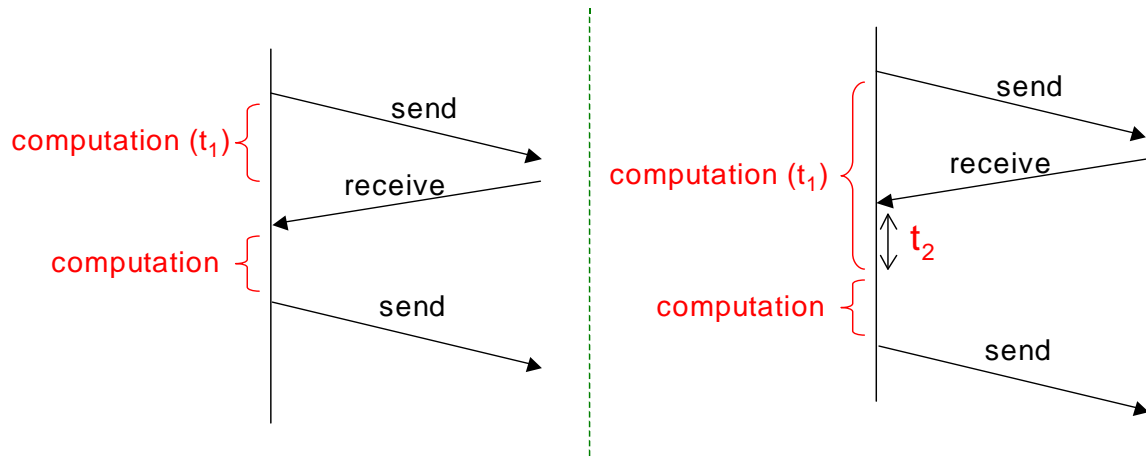 send
computation (t₁)
receive
computation
send
send
receive
computation (t₁)
t₂
computation
send